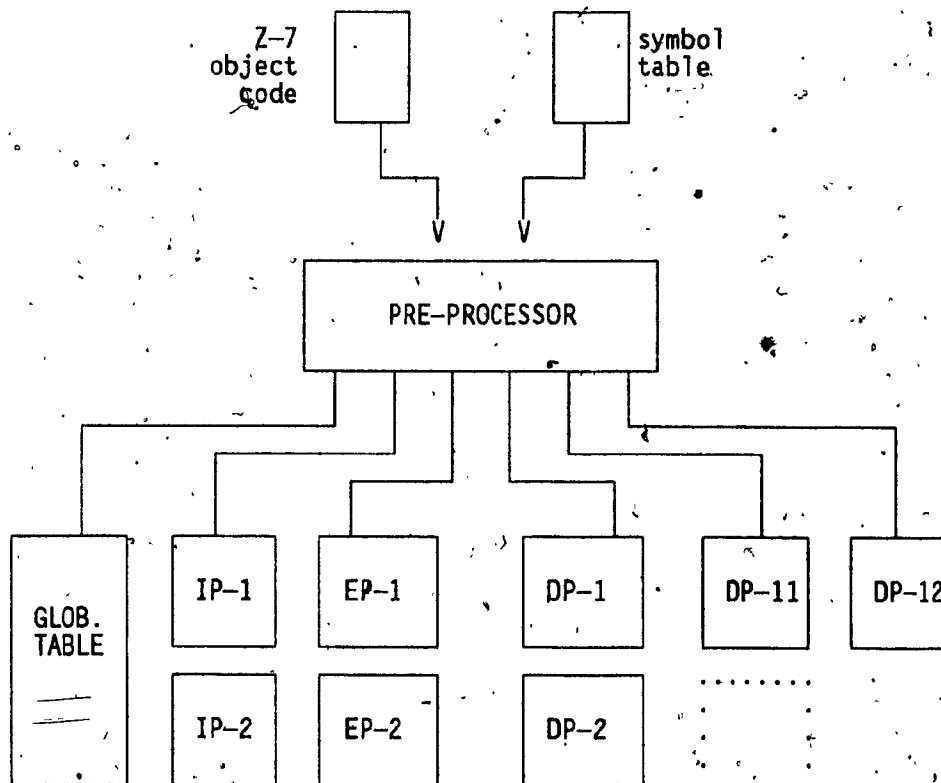 Z-7
object
code
symbol
table
PRE-PROCESSOR
GLOB.
TABLE
IP-1
EP-1
DP-1
DP-11
DP-12
IP-2
EP-2
DP-2